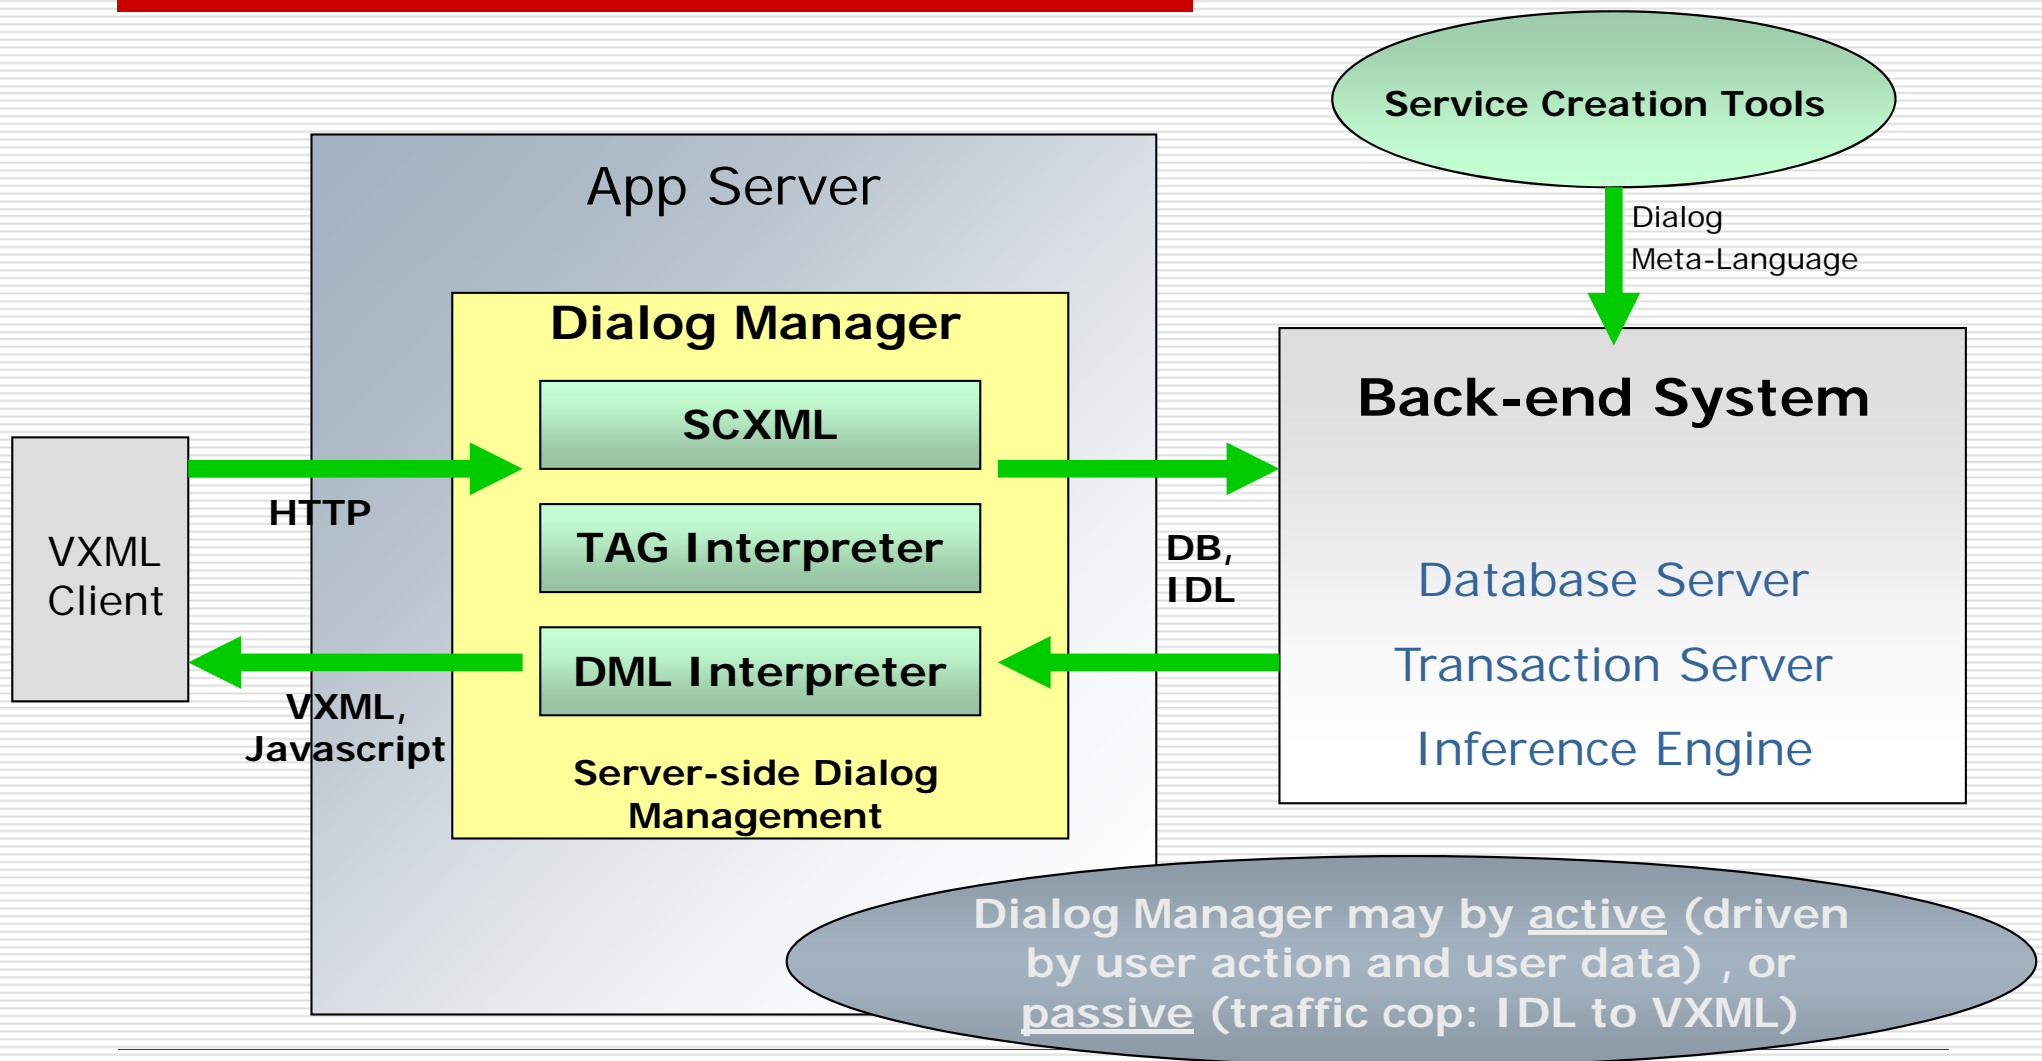 Service Creation Tools
App Server
Dialog
Meta-Language
Dialog Manager
SCXML
TAG Interpreter
DML Interpreter
Server-side Dialog
Management
VXML
Client
HTTP
VXML,
Javascript
DB,
IDL
Back-end System
Database Server
Transaction Server
Inference Engine
Dialog Manager may by active (driven
by user action and user data) , or
passive (traffic cop: IDL to VXML)